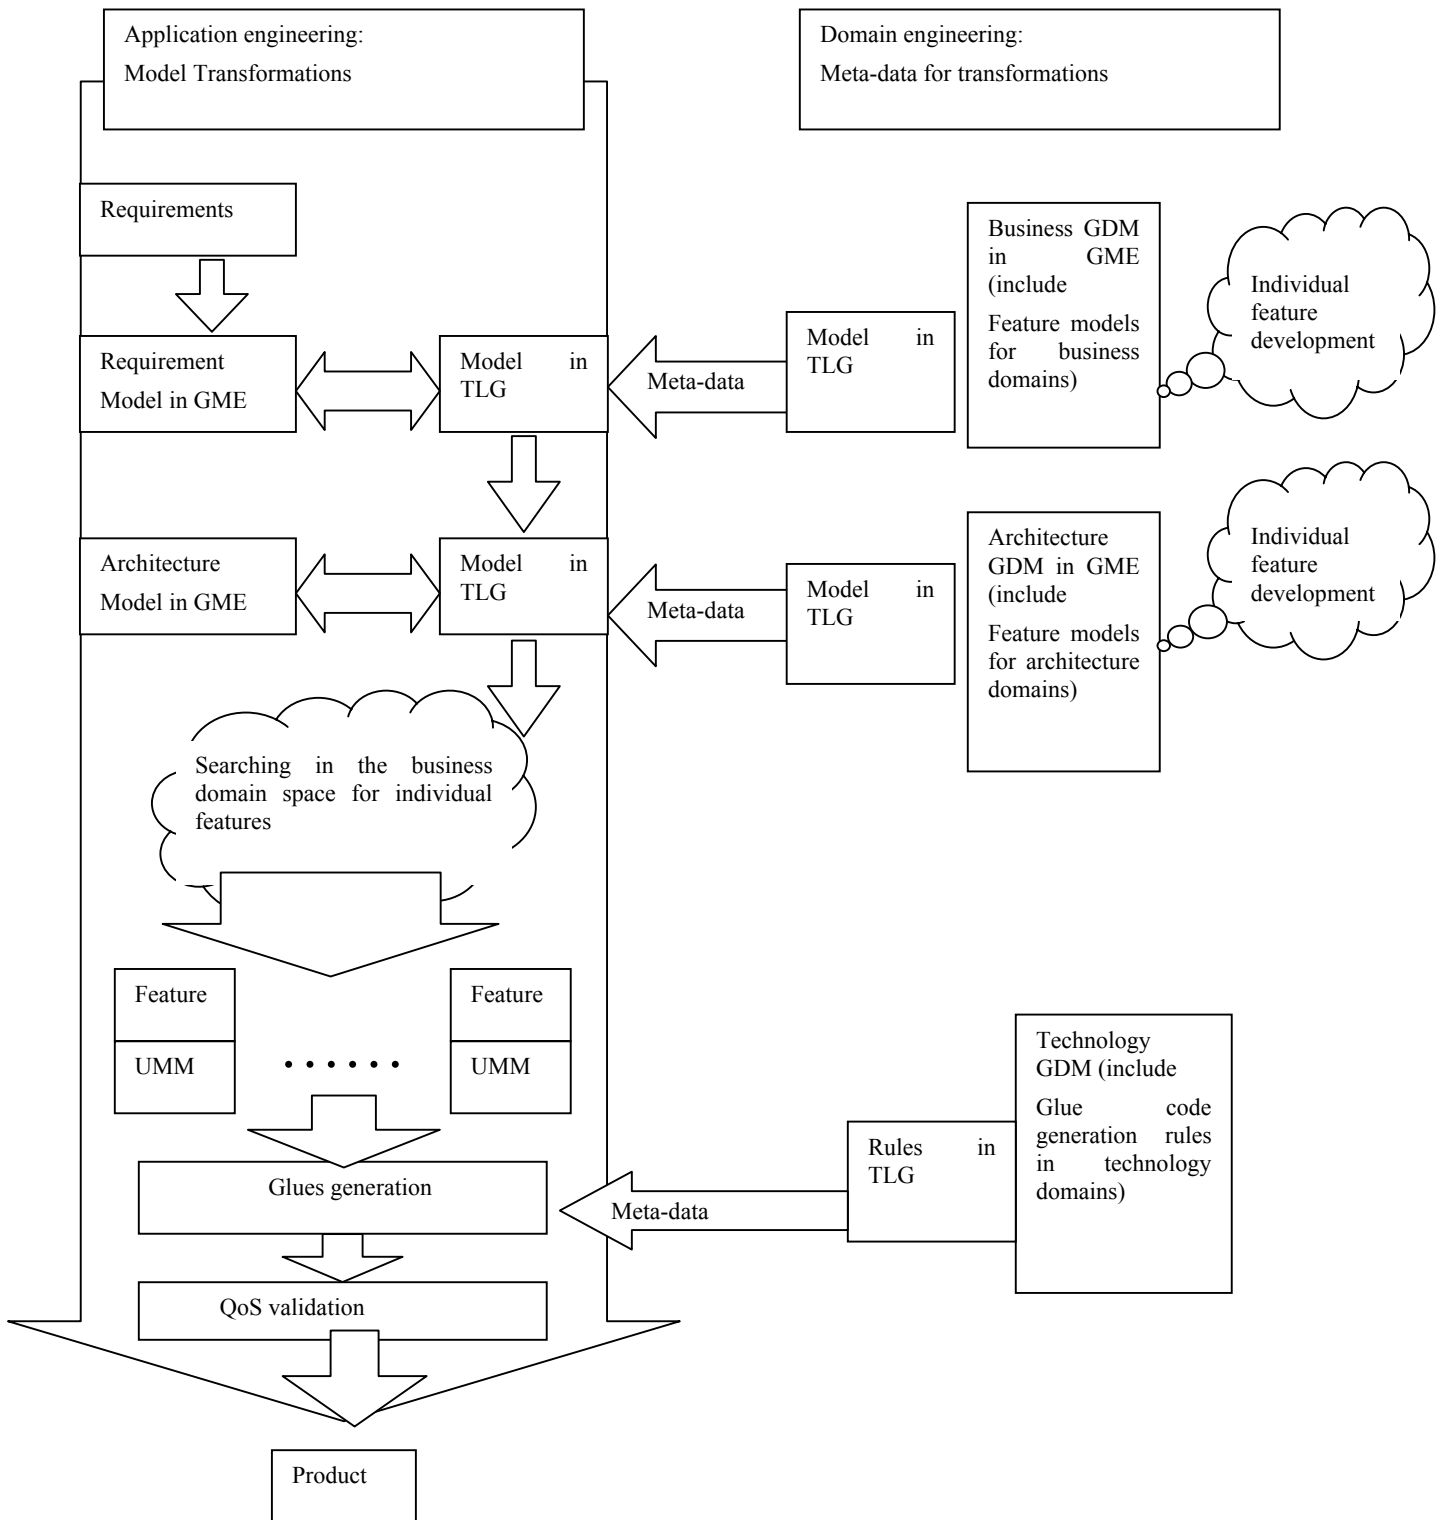 Application engineering:
Model Transformations
Domain engineering:
Meta-data for transformations
Requirements
Requirement
Model in GME
Model in
TLG
Meta-data
Model in
TLG
Business GDM
in GME
(include
Feature models
for business
domains)
Individual
feature
development
Architecture
Model in GME
Model in
TLG
Meta-data
Model in
TLG
Architecture
GDM in GME
(include
Feature models
for architecture
domains)
Individual
feature
development
Searching in the business
domain space for individual
features
Feature
UMM
......
Feature
UMM
Glues generation
Meta-data
Rules in
TLG
Technology
GDM (include
Glue code
generation rules
in technology
domains)
QoS validation
Product